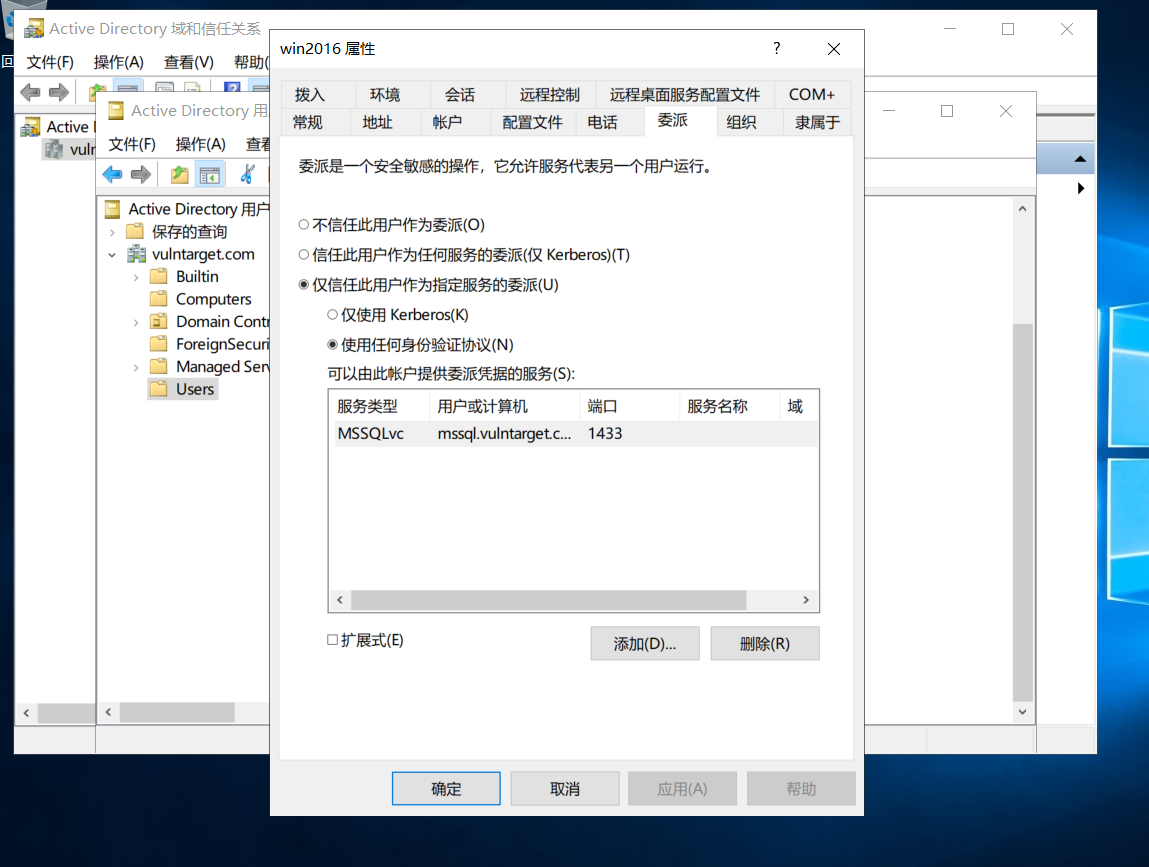 Active Directory 域和信任关系
文件(F) 操作(A) 查看(V) 帮助(
Active
vuln
回
Active Directory 用
文件(F) 操作(A) 查看
Active Directory 用户
保存的查询
vulntarget.com
Builtin
Computers
Domain Contr
ForeignSecuri
Managed Serv
Users
win2016 属性
?
拨入 环境 会话 远程控制 远程桌面服务配置文件 COM+
常规 地址 帐户 配置文件 电话 委派 组织 隶属于
委派是一个安全敏感的操作，它允许服务代表另一个用户运行。
不信任此用户作为委派(O)
信任此用户作为任何服务的委派(仅 Kerberos)(T)
仅信任此用户作为指定服务的委派(U)
仅使用 Kerberos(K)
使用任何身份验证协议(N)
可以由此帐户提供委派凭据的服务(S):
服务类型 用户或计算机 端口 服务名称 域
MSSQLvc mssql.vulntarget.c... 1433
扩展式(E) 添加(D)... 删除(R)
确定 取消 应用(A) 帮助